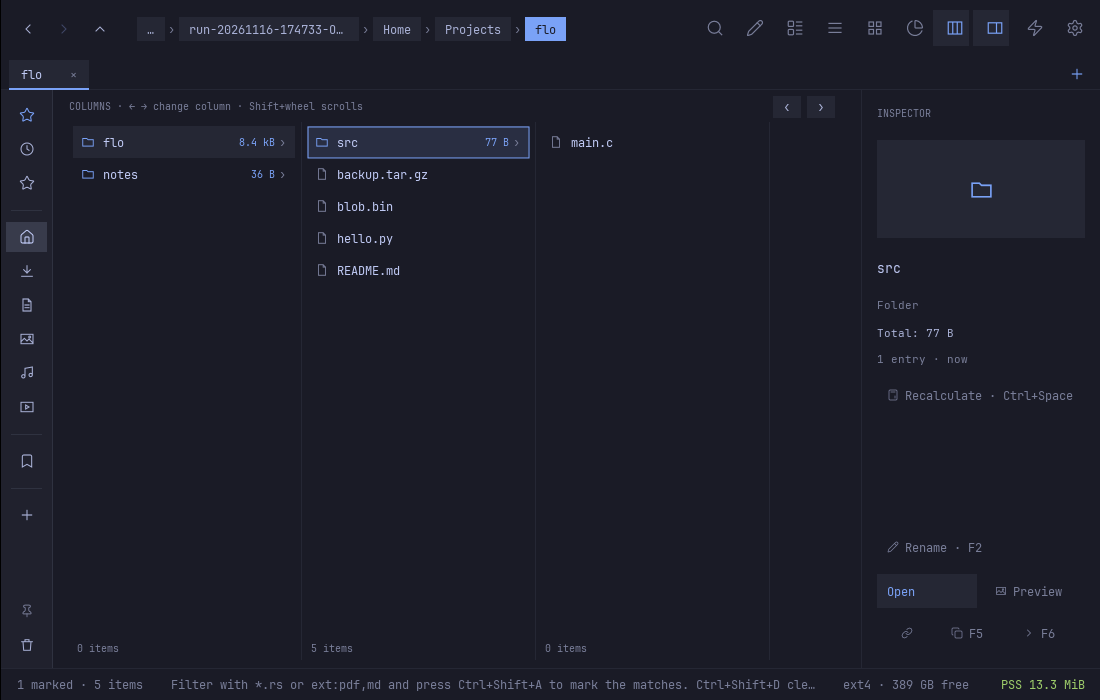 … › run-20261116-174733-0… › Home › Projects › flo
flo ×
COLUMNS · ← → change column · Shift+wheel scrolls
INSPECTOR
flo 8.4 kB ›
notes 36 B ›
src 77 B ›
backup.tar.gz
blob.bin
hello.py
README.md
main.c
src
Folder
Total: 77 B
1 entry · now
Recalculate · Ctrl+Space
Rename · F2
Open
Preview
F5
F6
0 items
5 items
0 items
1 marked · 5 items
Filter with *.rs or ext:pdf,md and press Ctrl+Shift+A to mark the matches. Ctrl+Shift+D cle…
ext4 · 389 GB free
PSS 13.3 MiB